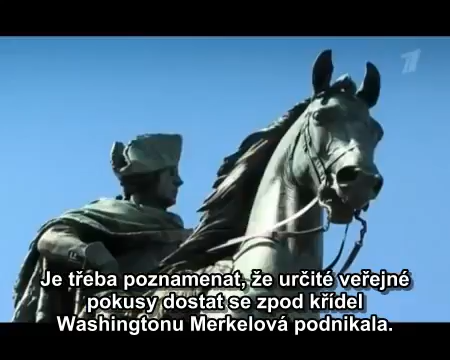 Je třeba poznamenat, že určité veřejné
pokusy dostat se zpod křídel
Washingtonu Merkelová podnikala.